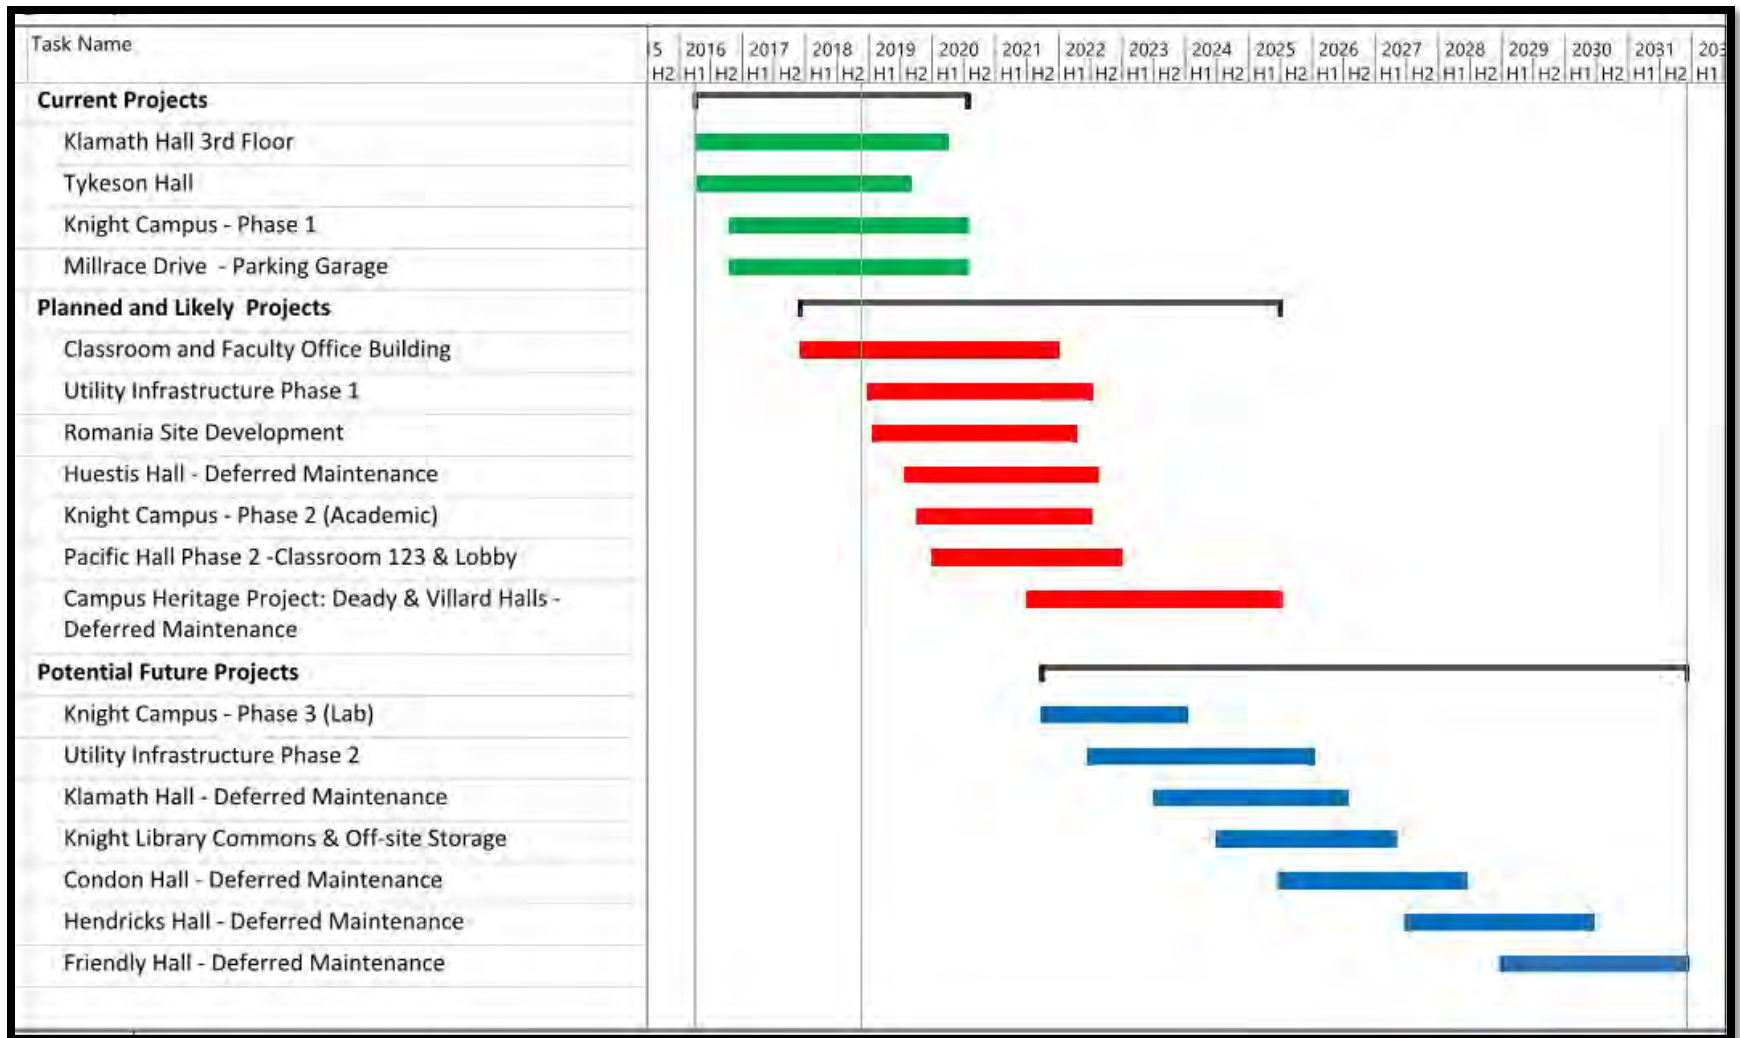 Task Name
15 2016 2017 2018 2019 2020 2021 2022 2023 2024 2025 2026 2027 2028 2029 2030 2031 203
H2 H1 H2 H1 H2 H1 H2 H1 H2 H1 H2 H1 H2 H1 H2 H1 H2 H1 H2 H1 H2 H1 H2 H1 H2 H1 H2 H1 H2 H1 H2 H1 H2 H1
Current Projects
Klamath Hall 3rd Floor
Tykeson Hall
Knight Campus - Phase 1
Millrace Drive - Parking Garage
Planned and Likely Projects
Classroom and Faculty Office Building
Utility Infrastructure Phase 1
Romania Site Development
Huestis Hall - Deferred Maintenance
Knight Campus - Phase 2 (Academic)
Pacific Hall Phase 2 -Classroom 123 & Lobby
Campus Heritage Project: Deady & Villard Halls -
Deferred Maintenance
Potential Future Projects
Knight Campus - Phase 3 (Lab)
Utility Infrastructure Phase 2
Klamath Hall - Deferred Maintenance
Knight Library Commons & Off-site Storage
Condon Hall - Deferred Maintenance
Hendricks Hall - Deferred Maintenance
Friendly Hall - Deferred Maintenance